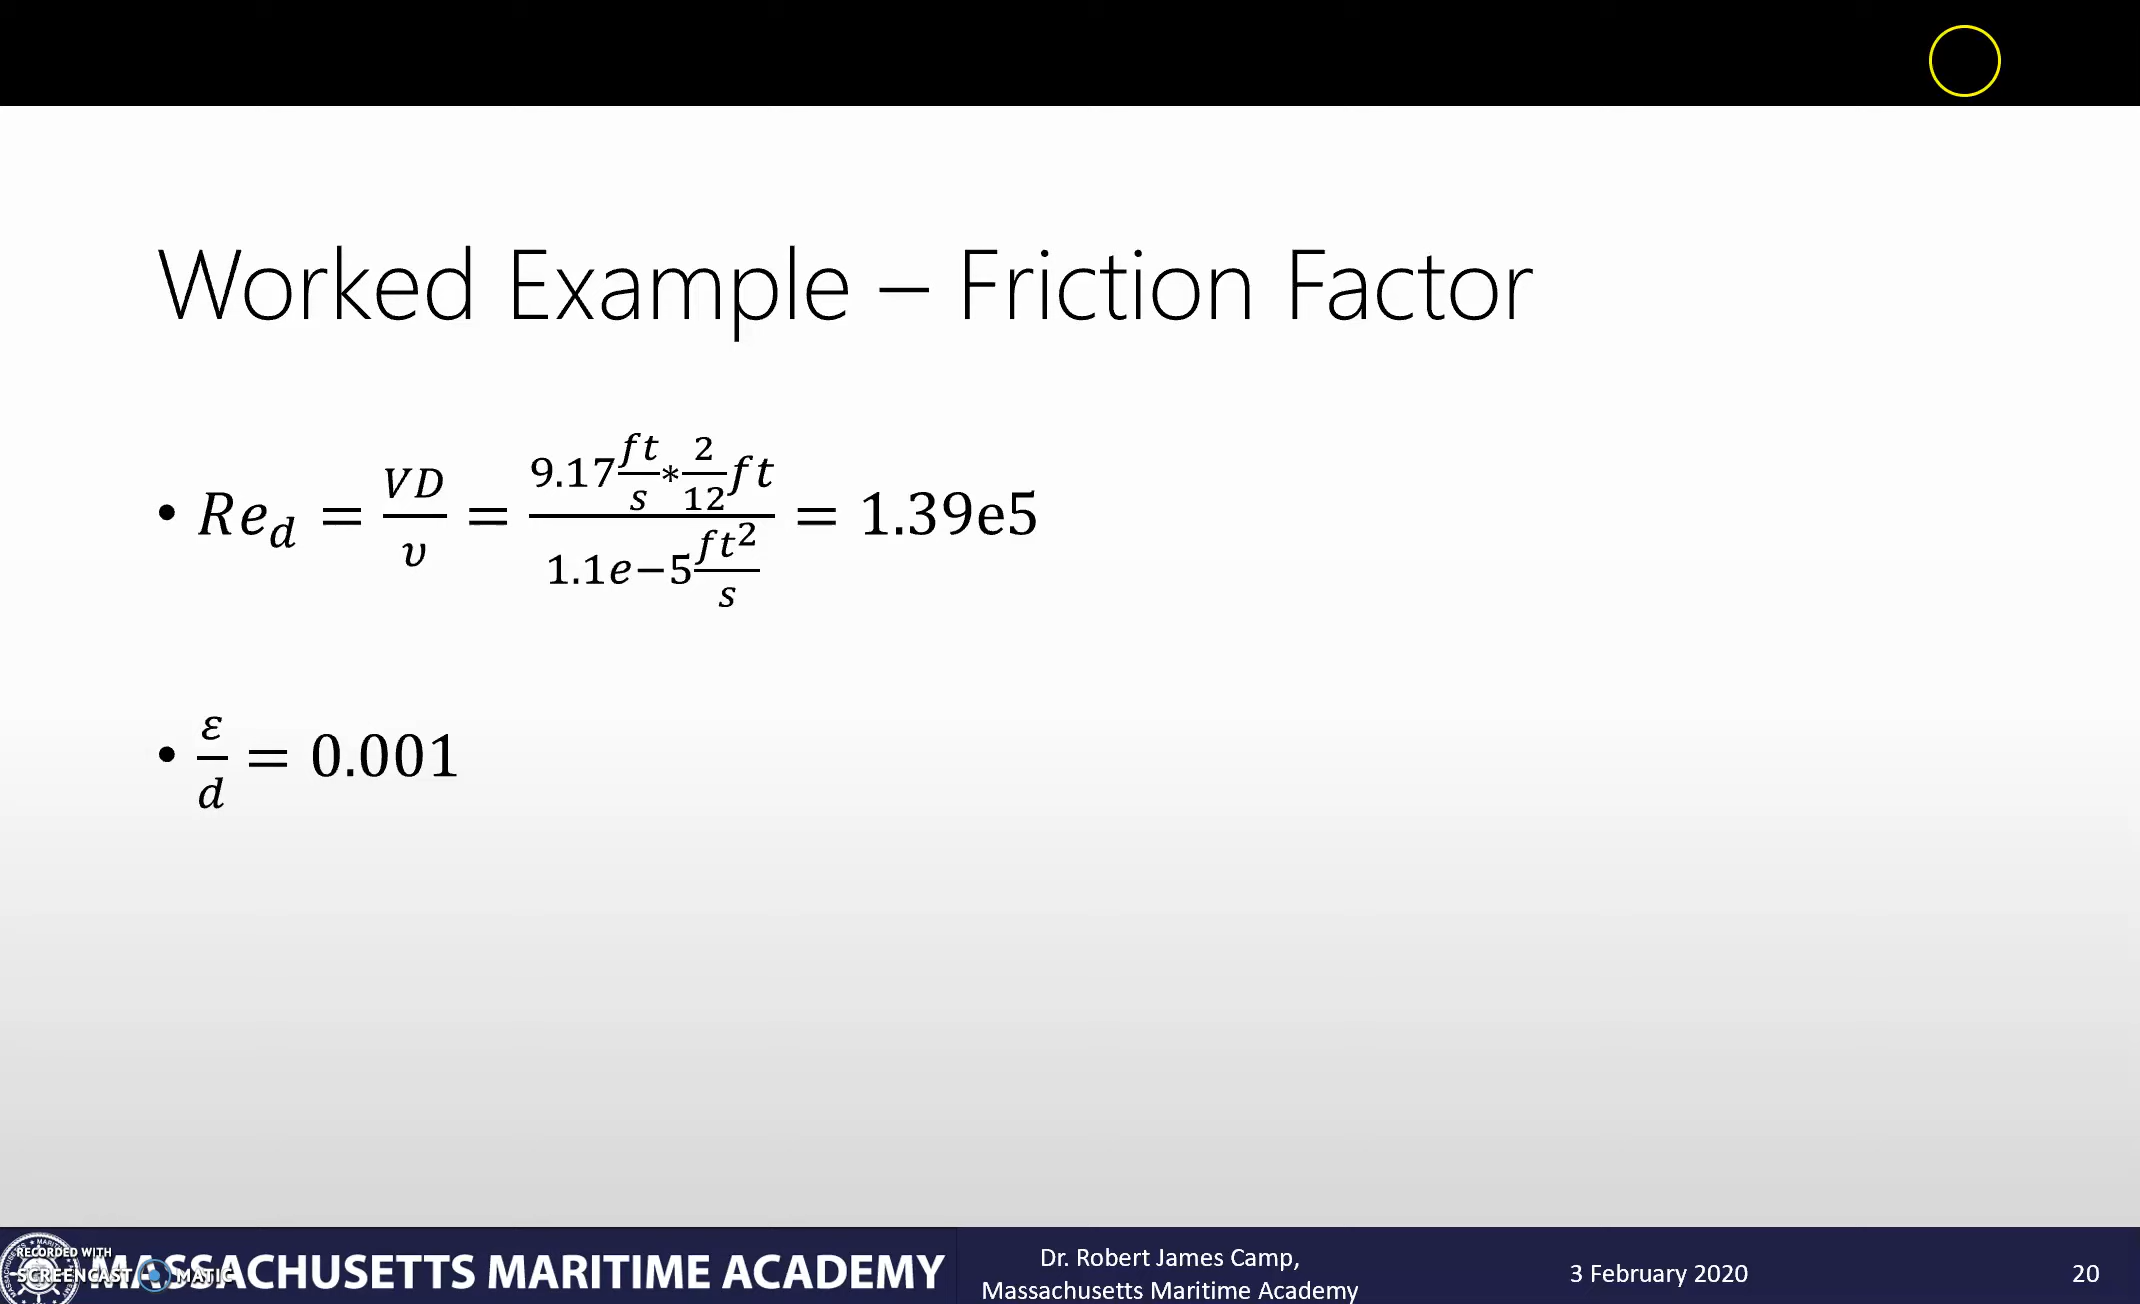 Worked Example – Friction Factor
• Re_d = VD/υ = (9.17 ft/s * 2/12 ft)/(1.1e−5 ft²/s) = 1.39e5
• ε/d = 0.001
RECORDED WITH
SCREENCAST MATIC
MASSACHUSETTS MARITIME ACADEMY
Dr. Robert James Camp,
Massachusetts Maritime Academy
3 February 2020
20